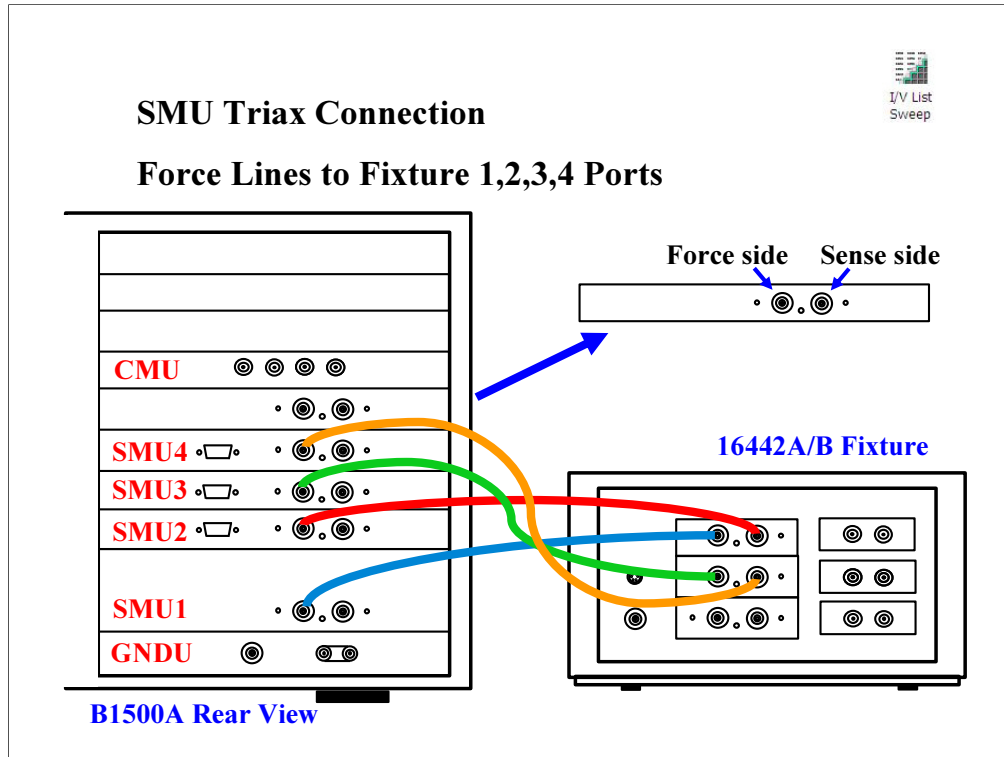 SMU Triax Connection
Force Lines to Fixture 1,2,3,4 Ports
I/V List
Sweep
Force side
Sense side
CMU
SMU4
SMU3
SMU2
SMU1
GNDU
16442A/B Fixture
B1500A Rear View